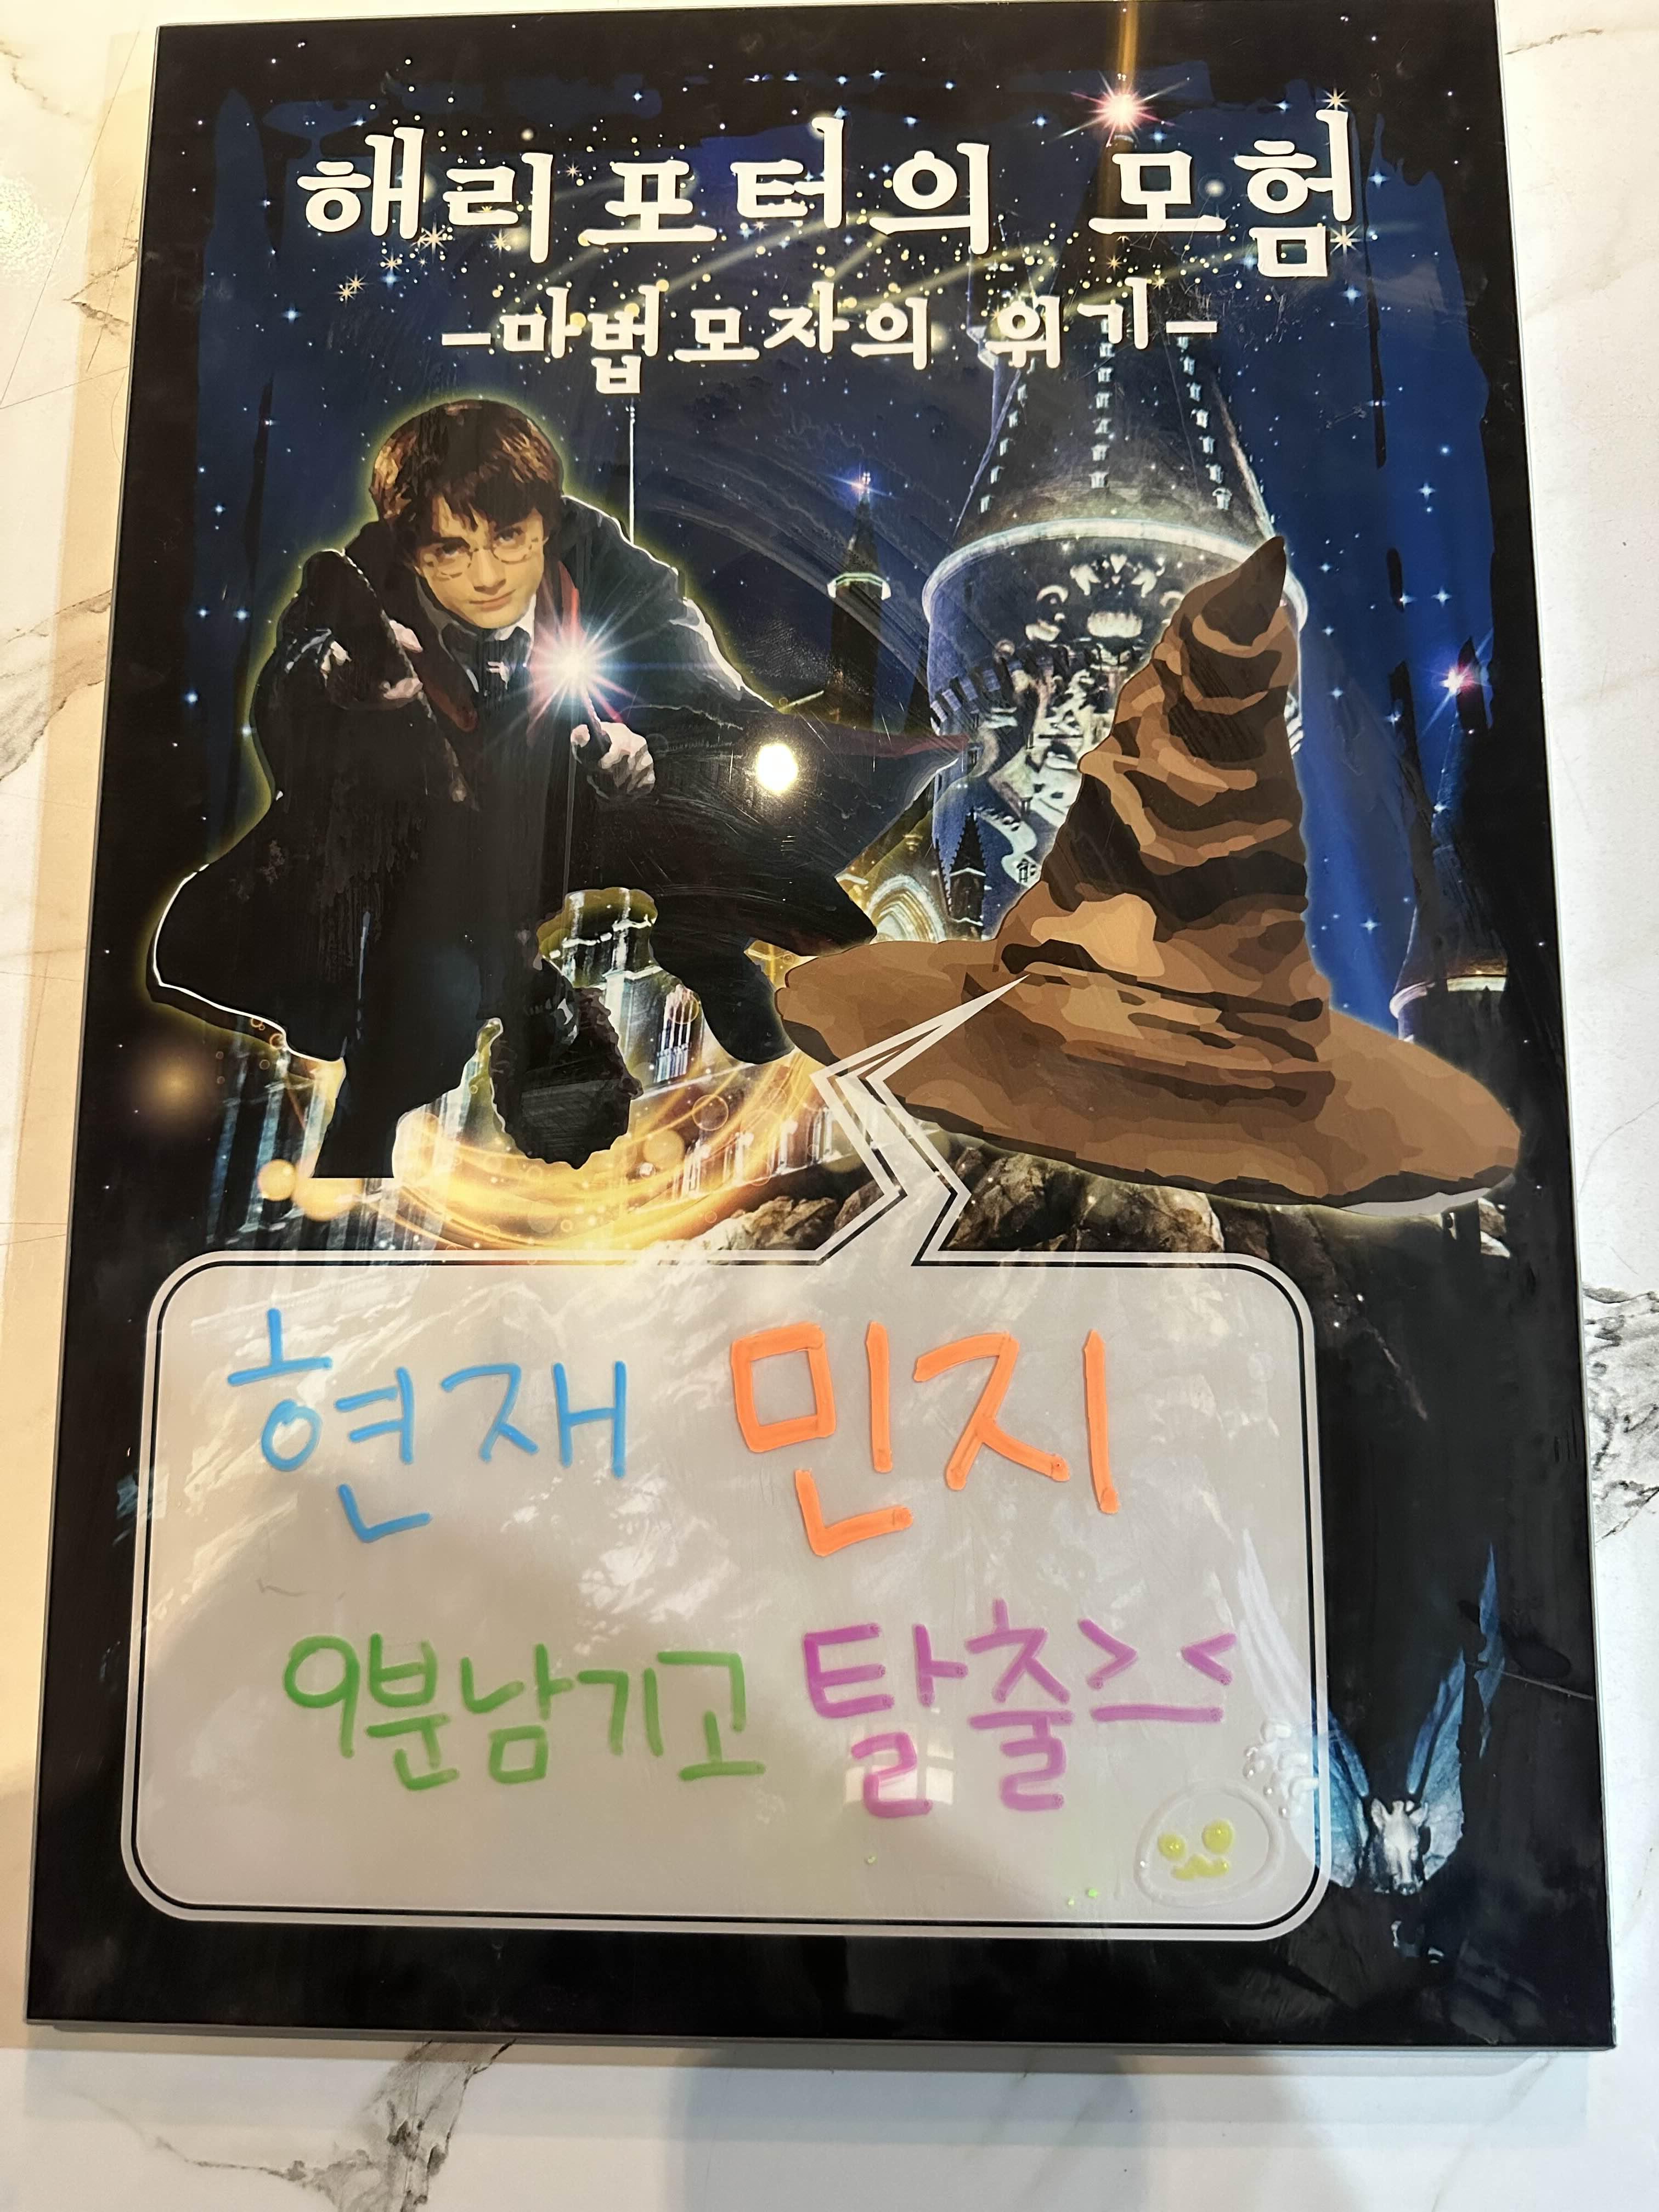 해리포터의 모험
-마법모자의 위기-
현재 민지
9분남기고 탈출>_<